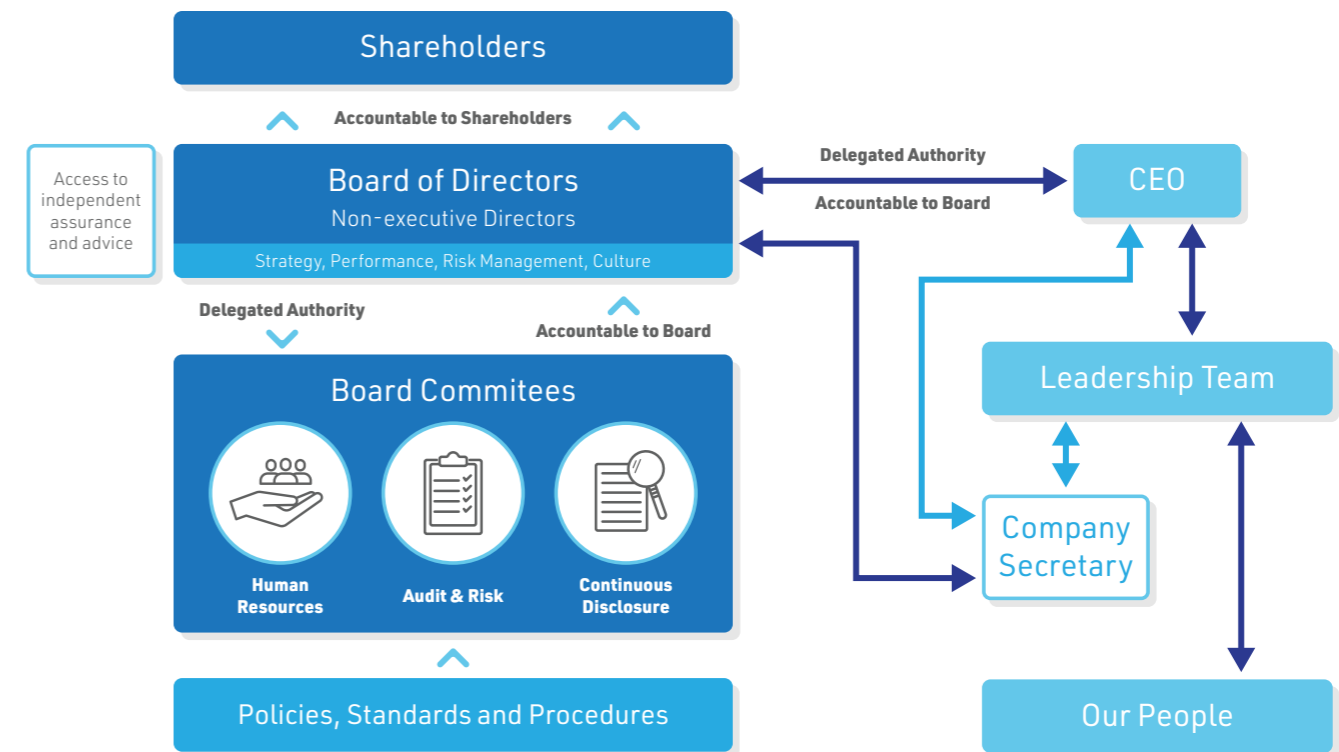 Shareholders
Accountable to Shareholders
Access to
independent
assurance
and advice
Board of Directors
Non-executive Directors
Strategy, Performance, Risk Management, Culture
Delegated Authority
Accountable to Board
CEO
Delegated Authority
Accountable to Board
Board Commitees
Human
Resources
Audit & Risk
Continuous
Disclosure
Leadership Team
Company
Secretary
Policies, Standards and Procedures
Our People